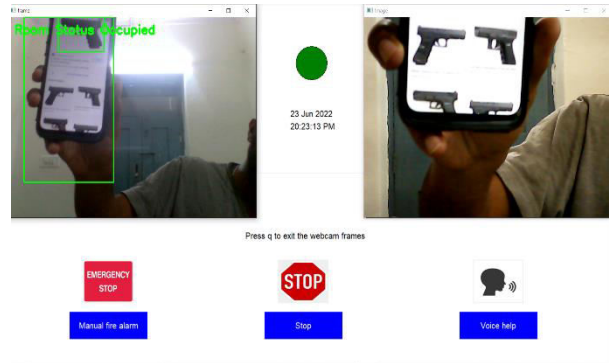 Image
Room Status Occupied
23 Jun 2022
20:23:13 PM
Press q to exit the webcam frames
EMERGENCY
STOP
STOP
Manual fire alarm
Stop
Voice help